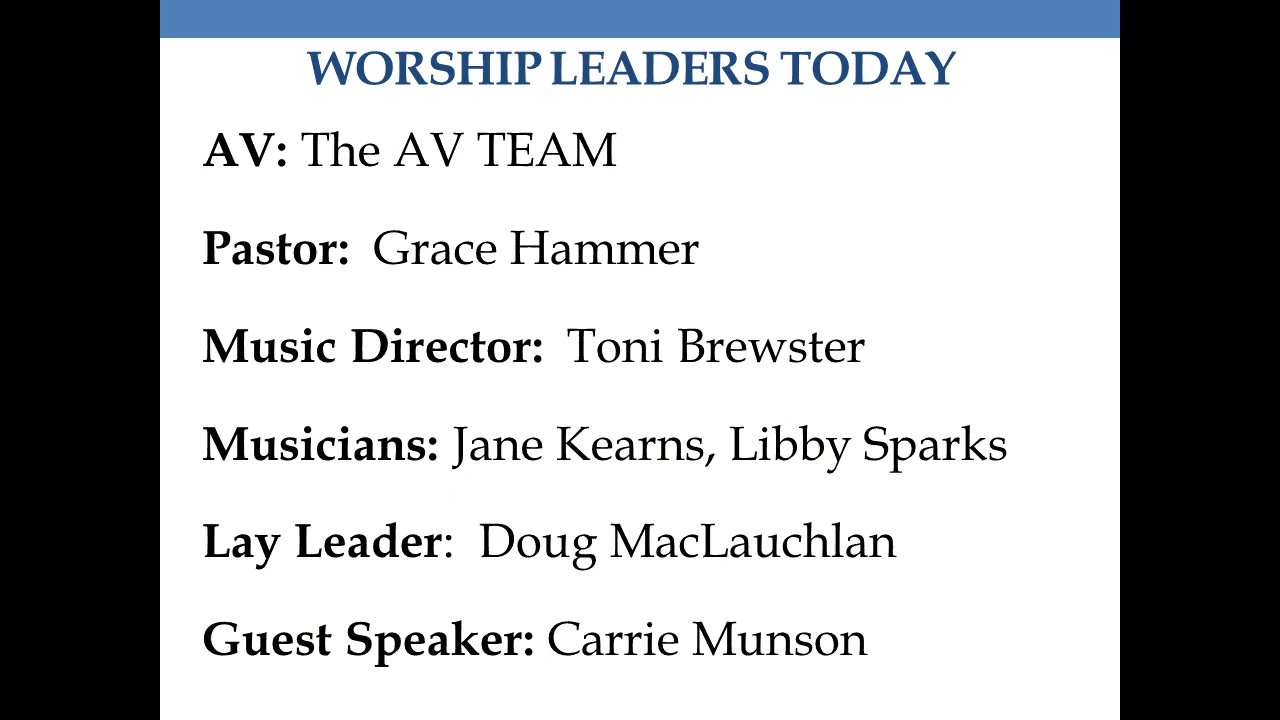 WORSHIP LEADERS TODAY
AV: The AV TEAM
Pastor: Grace Hammer
Music Director: Toni Brewster
Musicians: Jane Kearns, Libby Sparks
Lay Leader: Doug MacLauchlan
Guest Speaker: Carrie Munson